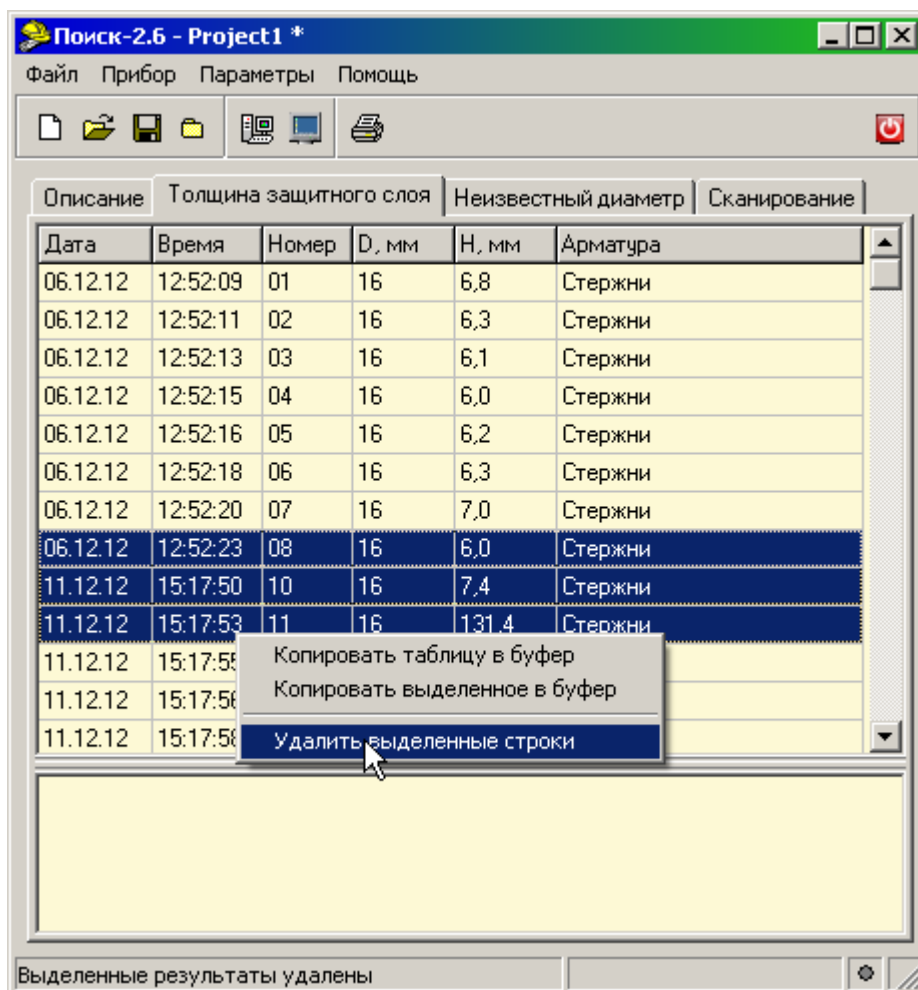 Поиск-2.6 - Project1 *
Файл Прибор Параметры Помощь
Описание Толщина защитного слоя Неизвестный диаметр Сканирование
Дата Время Номер D, мм H, мм Арматура
06.12.12 12:52:09 01 16 6,8 Стержни
06.12.12 12:52:11 02 16 6,3 Стержни
06.12.12 12:52:13 03 16 6,1 Стержни
06.12.12 12:52:15 04 16 6,0 Стержни
06.12.12 12:52:16 05 16 6,2 Стержни
06.12.12 12:52:18 06 16 6,3 Стержни
06.12.12 12:52:20 07 16 7,0 Стержни
06.12.12 12:52:23 08 16 6,0 Стержни
11.12.12 15:17:50 10 16 7,4 Стержни
11.12.12 15:17:53 11 16 131,4 Стержни
11.12.12
11.12.12
11.12.12
Копировать таблицу в буфер
Копировать выделенное в буфер
Удалить выделенные строки
Выделенные результаты удалены